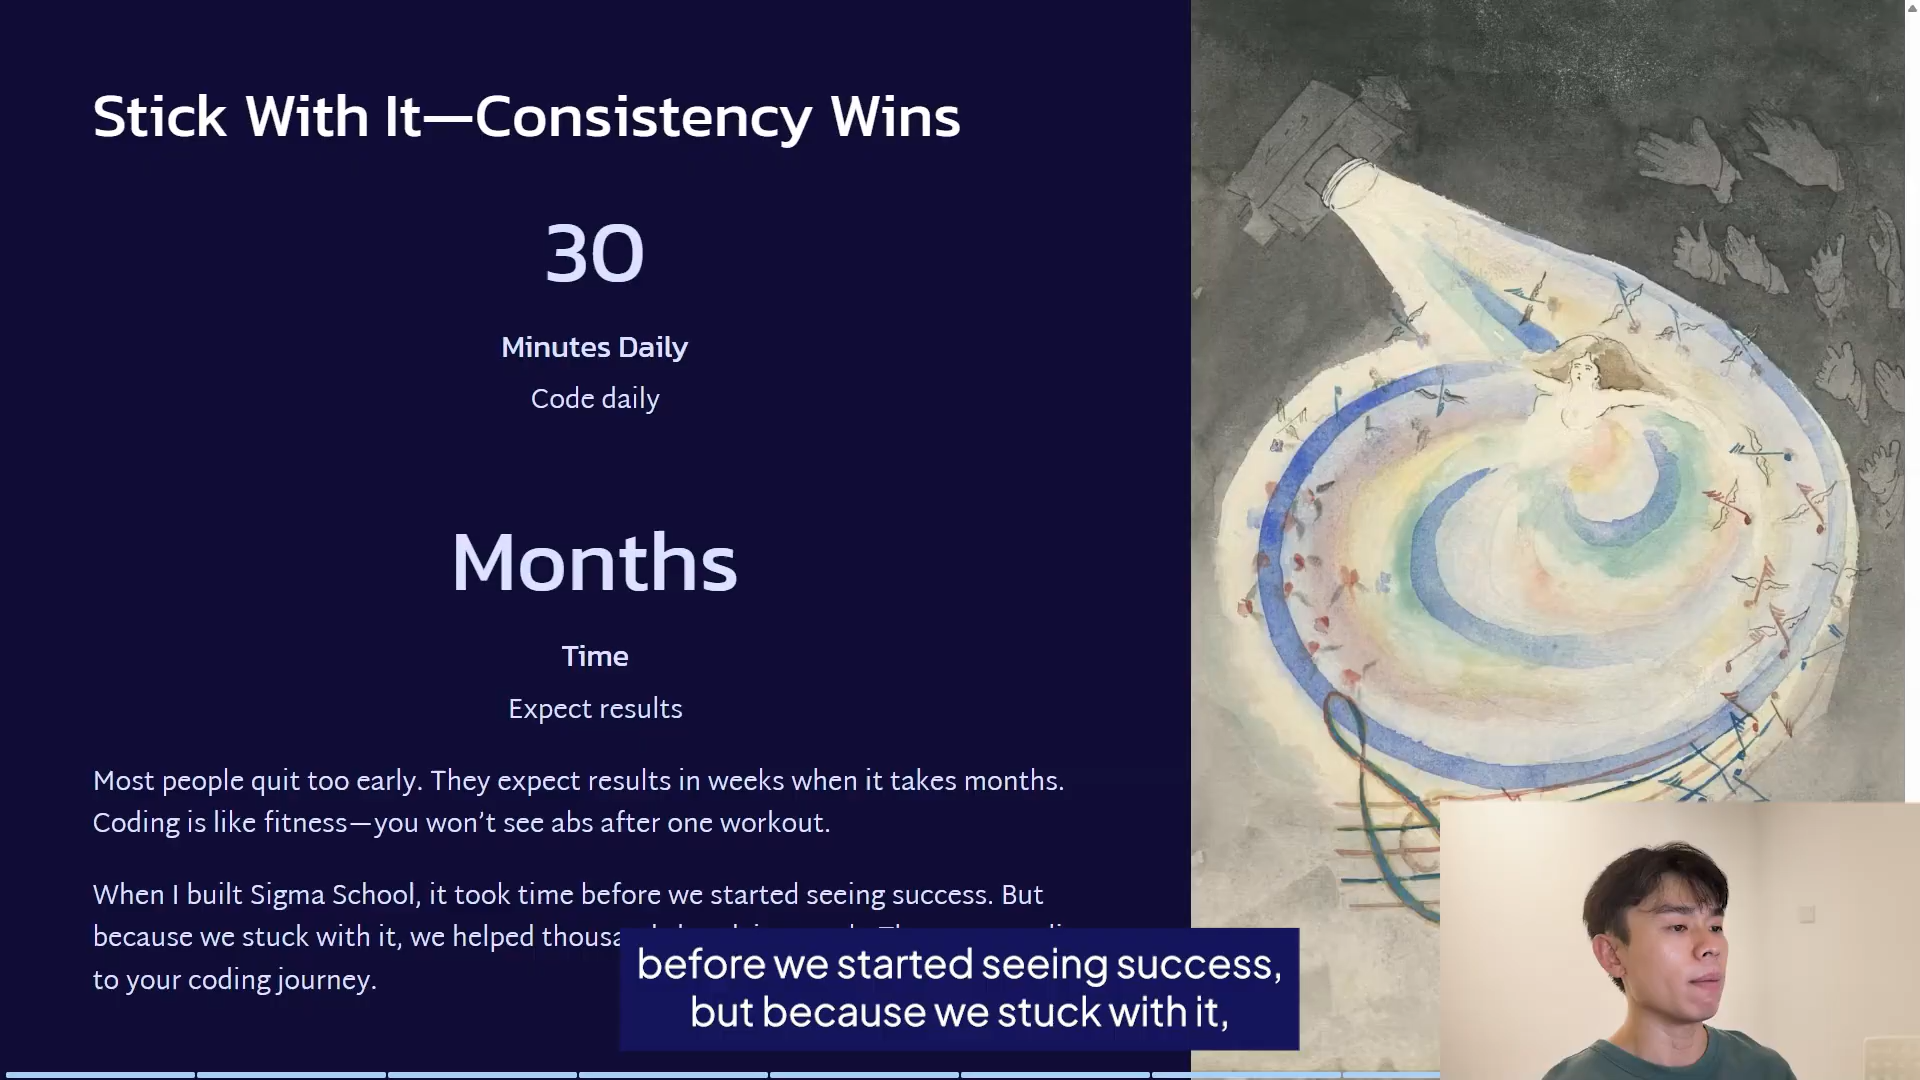 Stick With It—Consistency Wins
30
Minutes Daily
Code daily
Months
Time
Expect results
Most people quit too early. They expect results in weeks when it takes months.
Coding is like fitness—you won't see abs after one workout.
When I built Sigma School, it took time before we started seeing success. But
because we stuck with it, we helped
to your coding journey.
before we started seeing success,
but because we stuck with it,